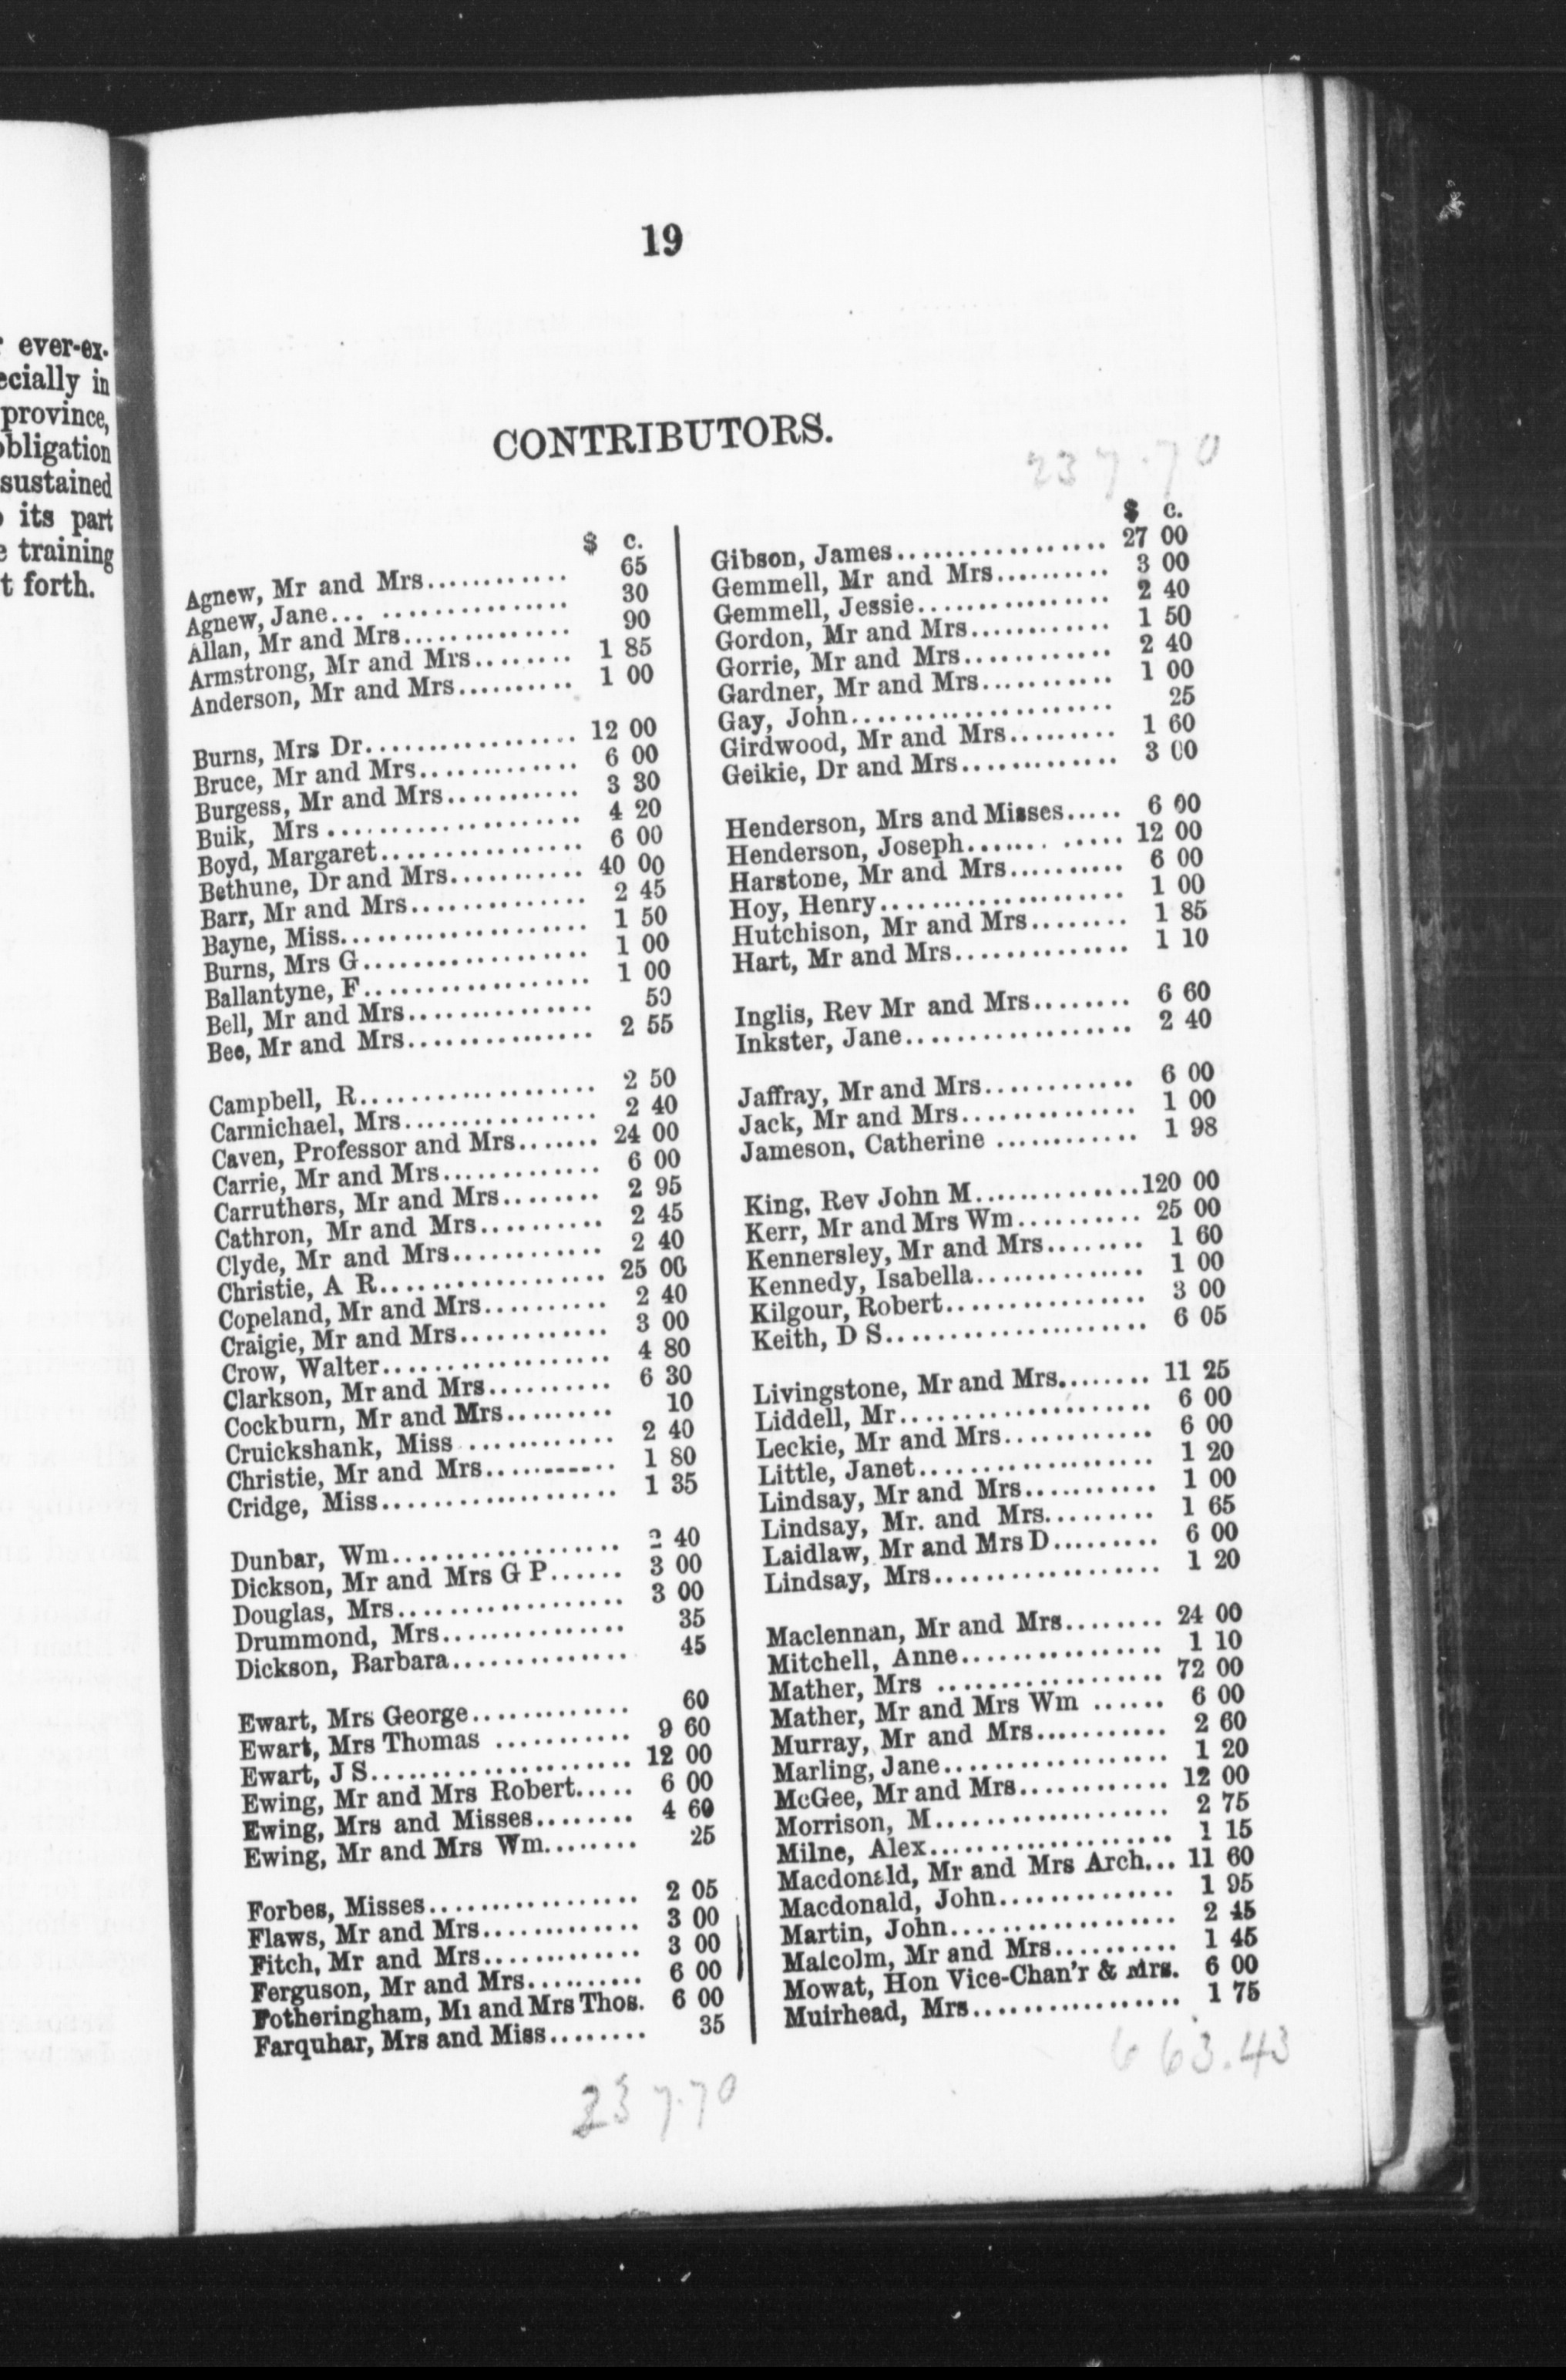 ever-ex-
ecially in
province,
obligation
sustained
its part
training
t forth.
19
CONTRIBUTORS.
237.70
$ c.
Agnew, Mr and Mrs............ 65
Agnew, Jane... ............... 30
Allan, Mr and Mrs.............. 90
Armstrong, Mr and Mrs........ 1 85
Anderson, Mr and Mrs.......... 1 00
Burns, Mrs Dr.................. 12 00
Bruce, Mr and Mrs............. 6 00
Burgess, Mr and Mrs........... 3 30
Buik, Mrs .................... 4 20
Boyd, Margaret................ 6 00
Bethune, Dr and Mrs........... 40 00
Barr, Mr and Mrs.............. 2 45
Bayne, Miss.................... 1 50
Burns, Mrs G.................. 1 00
Ballantyne, F.................. 1 00
Bell, Mr and Mrs............... 50
Bee, Mr and Mrs............... 2 55
Campbell, R................... 2 50
Carmichael, Mrs............... 2 40
Caven, Professor and Mrs....... 24 00
Carrie, Mr and Mrs............. 6 00
Carruthers, Mr and Mrs........ 2 95
Cathron, Mr and Mrs.......... 2 45
Clyde, Mr and Mrs............ 2 40
Christie, A R................... 25 00
Copeland, Mr and Mrs.......... 2 40
Craigie, Mr and Mrs............ 3 00
Crow, Walter.................. 4 80
Clarkson, Mr and Mrs.......... 6 30
Cockburn, Mr and Mrs......... 10
Cruickshank, Miss ............ 2 40
Christie, Mr and Mrs........... 1 80
Cridge, Miss................... 1 35
Dunbar, Wm................... 2 40
Dickson, Mr and Mrs G P...... 3 00
Douglas, Mrs.................. 3 00
Drummond, Mrs............... 35
Dickson, Barbara.............. 45
Ewart, Mrs George............. 60
Ewart, Mrs Thomas ........... 9 60
Ewart, J S..................... 12 00
Ewing, Mr and Mrs Robert..... 6 00
Ewing, Mrs and Misses........ 4 60
Ewing, Mr and Mrs Wm........ 25
Forbes, Misses................ 2 05
Flaws, Mr and Mrs............. 3 00
Fitch, Mr and Mrs............. 3 00
Ferguson, Mr and Mrs.......... 6 00
Fotheringham, Mr and Mrs Thos. 6 00
Farquhar, Mrs and Miss........ 35
237.70
$ c.
Gibson, James................. 27 00
Gemmell, Mr and Mrs.......... 3 00
Gemmell, Jessie................ 2 40
Gordon, Mr and Mrs............ 1 50
Gorrie, Mr and Mrs............ 2 40
Gardner, Mr and Mrs........... 1 00
Gay, John..................... 25
Girdwood, Mr and Mrs......... 1 60
Geikie, Dr and Mrs............. 3 00
Henderson, Mrs and Misses..... 6 00
Henderson, Joseph....... ..... 12 00
Harstone, Mr and Mrs.......... 6 00
Hoy, Henry.................... 1 00
Hutchison, Mr and Mrs........ 1 85
Hart, Mr and Mrs.............. 1 10
Inglis, Rev Mr and Mrs........ 6 60
Inkster, Jane.................. 2 40
Jaffray, Mr and Mrs............ 6 00
Jack, Mr and Mrs.............. 1 00
Jameson, Catherine ............ 1 98
King, Rev John M..............120 00
Kerr, Mr and Mrs Wm.......... 25 00
Kennersley, Mr and Mrs........ 1 60
Kennedy, Isabella.............. 1 00
Kilgour, Robert................ 3 00
Keith, D S..................... 6 05
Livingstone, Mr and Mrs........ 11 25
Liddell, Mr.................... 6 00
Leckie, Mr and Mrs............ 6 00
Little, Janet................... 1 20
Lindsay, Mr and Mrs........... 1 00
Lindsay, Mr. and Mrs......... 1 65
Laidlaw, Mr and Mrs D......... 6 00
Lindsay, Mrs.................. 1 20
Maclennan, Mr and Mrs........ 24 00
Mitchell, Anne................ 1 10
Mather, Mrs .................. 72 00
Mather, Mr and Mrs Wm ...... 6 00
Murray, Mr and Mrs........... 2 60
Marling, Jane.................. 1 20
McGee, Mr and Mrs............ 12 00
Morrison, M................... 2 75
Milne, Alex................... 1 15
Macdonald, Mr and Mrs Arch... 11 60
Macdonald, John.............. 1 95
Martin, John.................. 2 45
Malcolm, Mr and Mrs.......... 1 45
Mowat, Hon Vice-Chan'r & Mrs. 6 00
Muirhead, Mrs................ 1 75
663.43